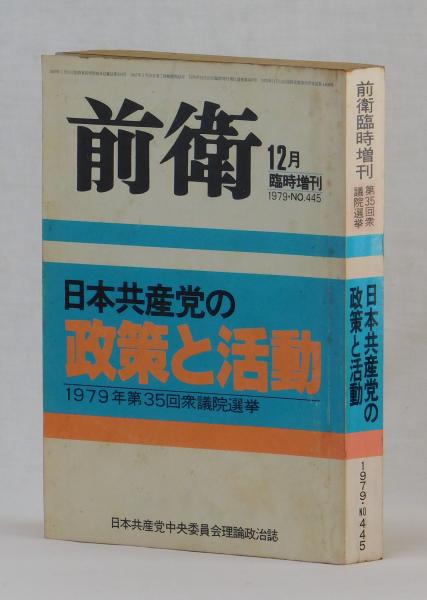 前衛
12月
臨時増刊
1979・NO.445
日本共産党の
政策と活動
1979年第35回衆議院選挙
日本共産党中央委員会理論政治誌
前衛臨時増刊
第35回衆
議院選挙
日本共産党の
政策と活動
1979・NO445